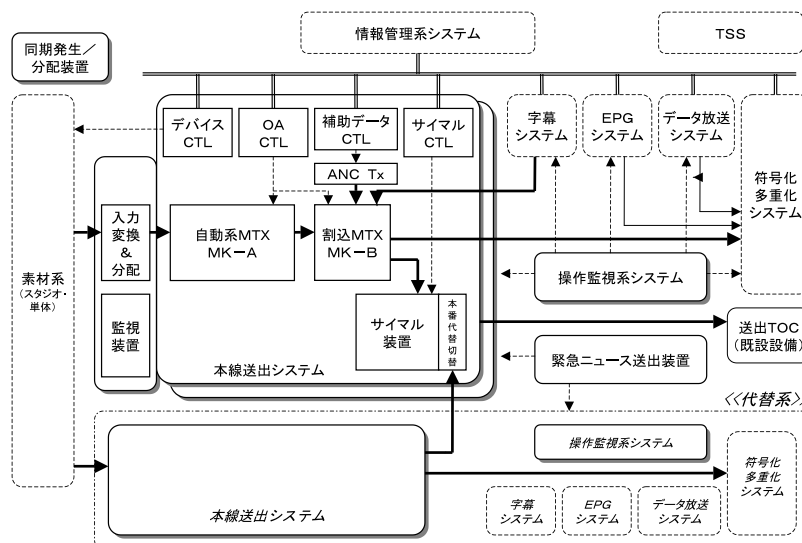 情報管理系システム
TSS
同期発生／
分配装置
デバイス
CTL
OA
CTL
補助データ
CTL
サイマル
CTL
字幕
システム
EPG
システム
データ放送
システム
ANC Tx
符号化
多重化
システム
入力
変換
&
分配
自動系MTX
MK－A
割込MTX
MK－B
素材系
（スタジオ・
単体）
操作監視系システム
監視
装置
サイマル
装置
本番代替切替
送出TOC
（既設設備）
本線送出システム
緊急ニュース送出装置
《代替系》
操作監視系システム
符号化
多重化
システム
字幕
システム
EPG
システム
データ放送
システム
本線送出システム